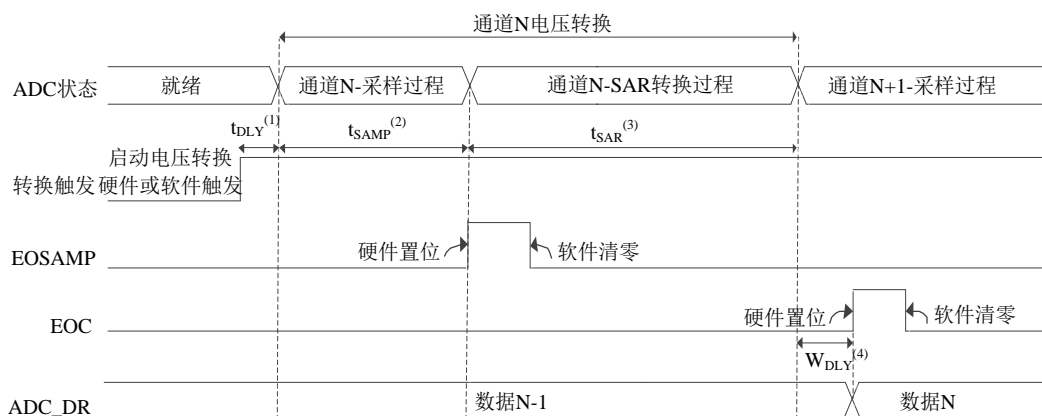 通道N电压转换
ADC状态
就绪
通道N-采样过程
通道N-SAR转换过程
通道N+1-采样过程
tDLY(1)
tSAMP(2)
tSAR(3)
启动电压转换
转换触发
硬件或软件触发
EOSAMP
硬件置位
软件清零
EOC
硬件置位
软件清零
WDLY(4)
ADC_DR
数据N-1
数据N